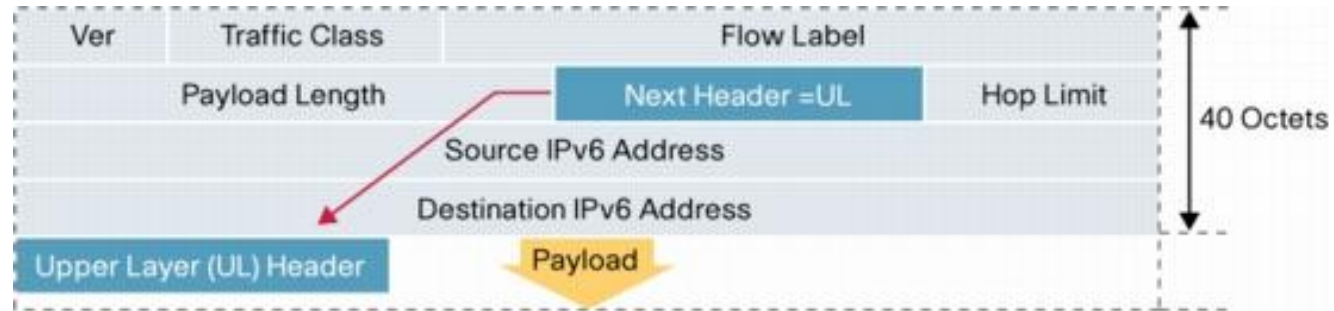 Ver Traffic Class Flow Label
Payload Length Next Header =UL Hop Limit
40 Octets
Source IPv6 Address
Destination IPv6 Address
Upper Layer (UL) Header Payload